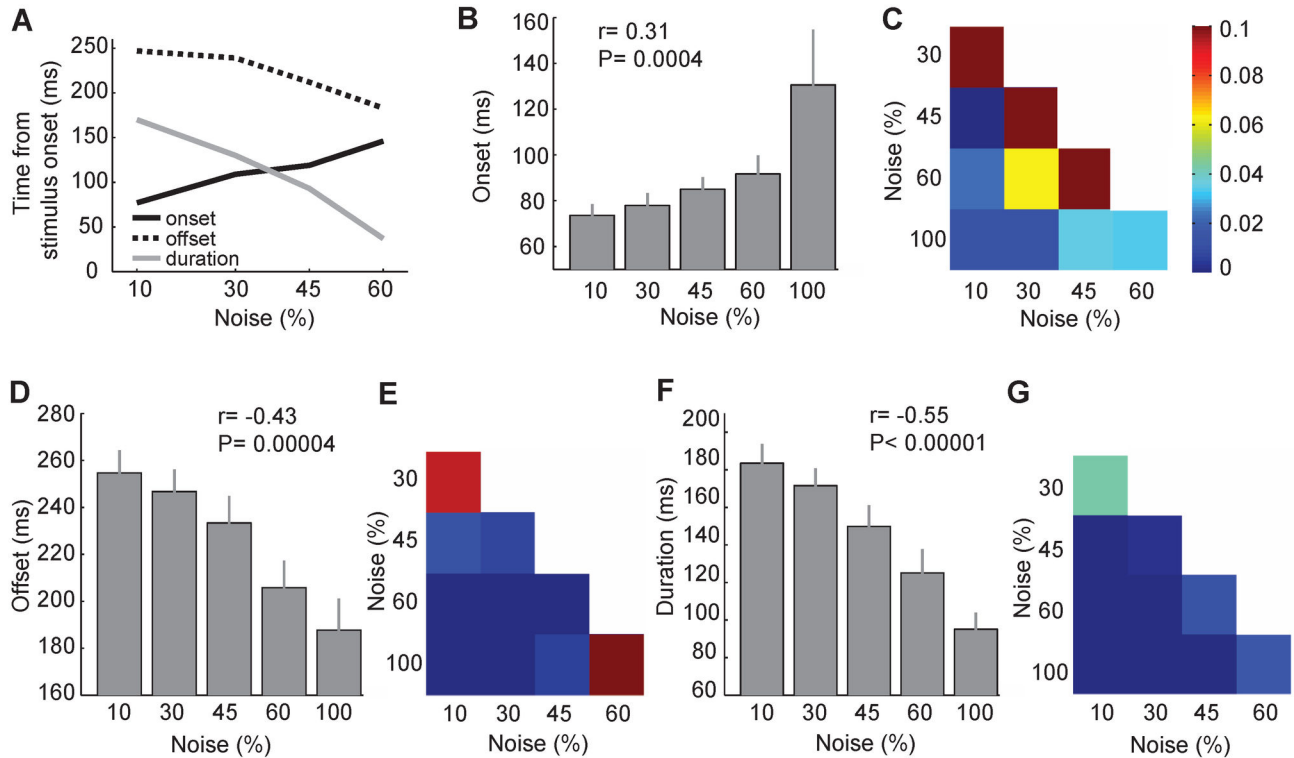 A
250
200
150
100
50
0
Time from
stimulus onset (ms)
onset
offset
duration
10 30 45 60
Noise (%)
B
160
140
120
100
80
60
Onset (ms)
r= 0.31
P= 0.0004
10 30 45 60 100
Noise (%)
C
30
45
60
100
Noise (%)
10 30 45 60
Noise (%)
0.1
0.08
0.06
0.04
0.02
0
D
280
260
240
220
200
180
160
Offset (ms)
r= -0.43
P= 0.00004
10 30 45 60 100
Noise (%)
E
30
45
60
100
Noise (%)
10 30 45 60
Noise (%)
F
200
180
160
140
120
100
80
60
Duration (ms)
r= -0.55
P< 0.00001
10 30 45 60 100
Noise (%)
G
30
45
60
100
Noise (%)
10 30 45 60
Noise (%)